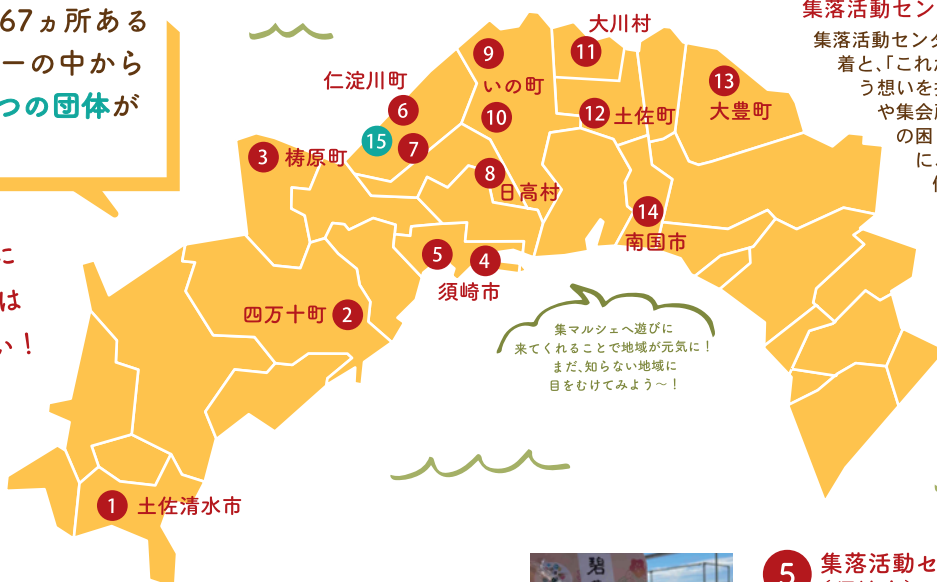 67ヵ所ある
ーの中から
つの団体が
に
は
い！
集落活動セン
集落活動センタ
着と、「これか
う想いを
や集会
の困
に
大川村
11
9
いの町
13
大豊町
仁淀川町
6
10
12 土佐町
15
7
3 梼原町
8
日高村
14
南国市
5
4
須崎市
四万十町 2
集マルシェへ遊びに
来てくれることで地域が元気に！
まだ、知らない地域に
目をむけてみよう〜！
1 土佐清水市
5
集落活動セ